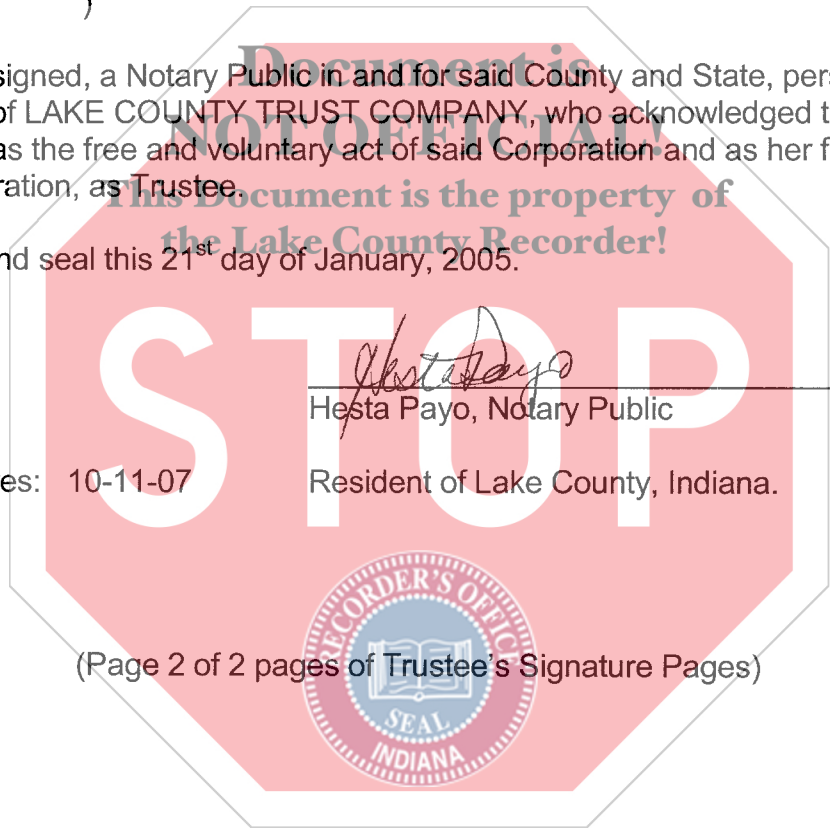 )
Document is
signed, a Notary Public in and for said County and State, pers
of LAKE COUNTY TRUST COMPANY, who acknowledged t
NOT OFFICIAL!
as the free and voluntary act of said Corporation and as her f
ration, as Trustee.
This Document is the property of
the Lake County Recorder!
nd seal this 21st day of January, 2005.
STOP
Hesta Payo
Hesta Payo, Notary Public
es: 10-11-07 Resident of Lake County, Indiana.
RECORDER'S OFFICE
(Page 2 of 2 pages of Trustee's Signature Pages)
SEAL
INDIANA